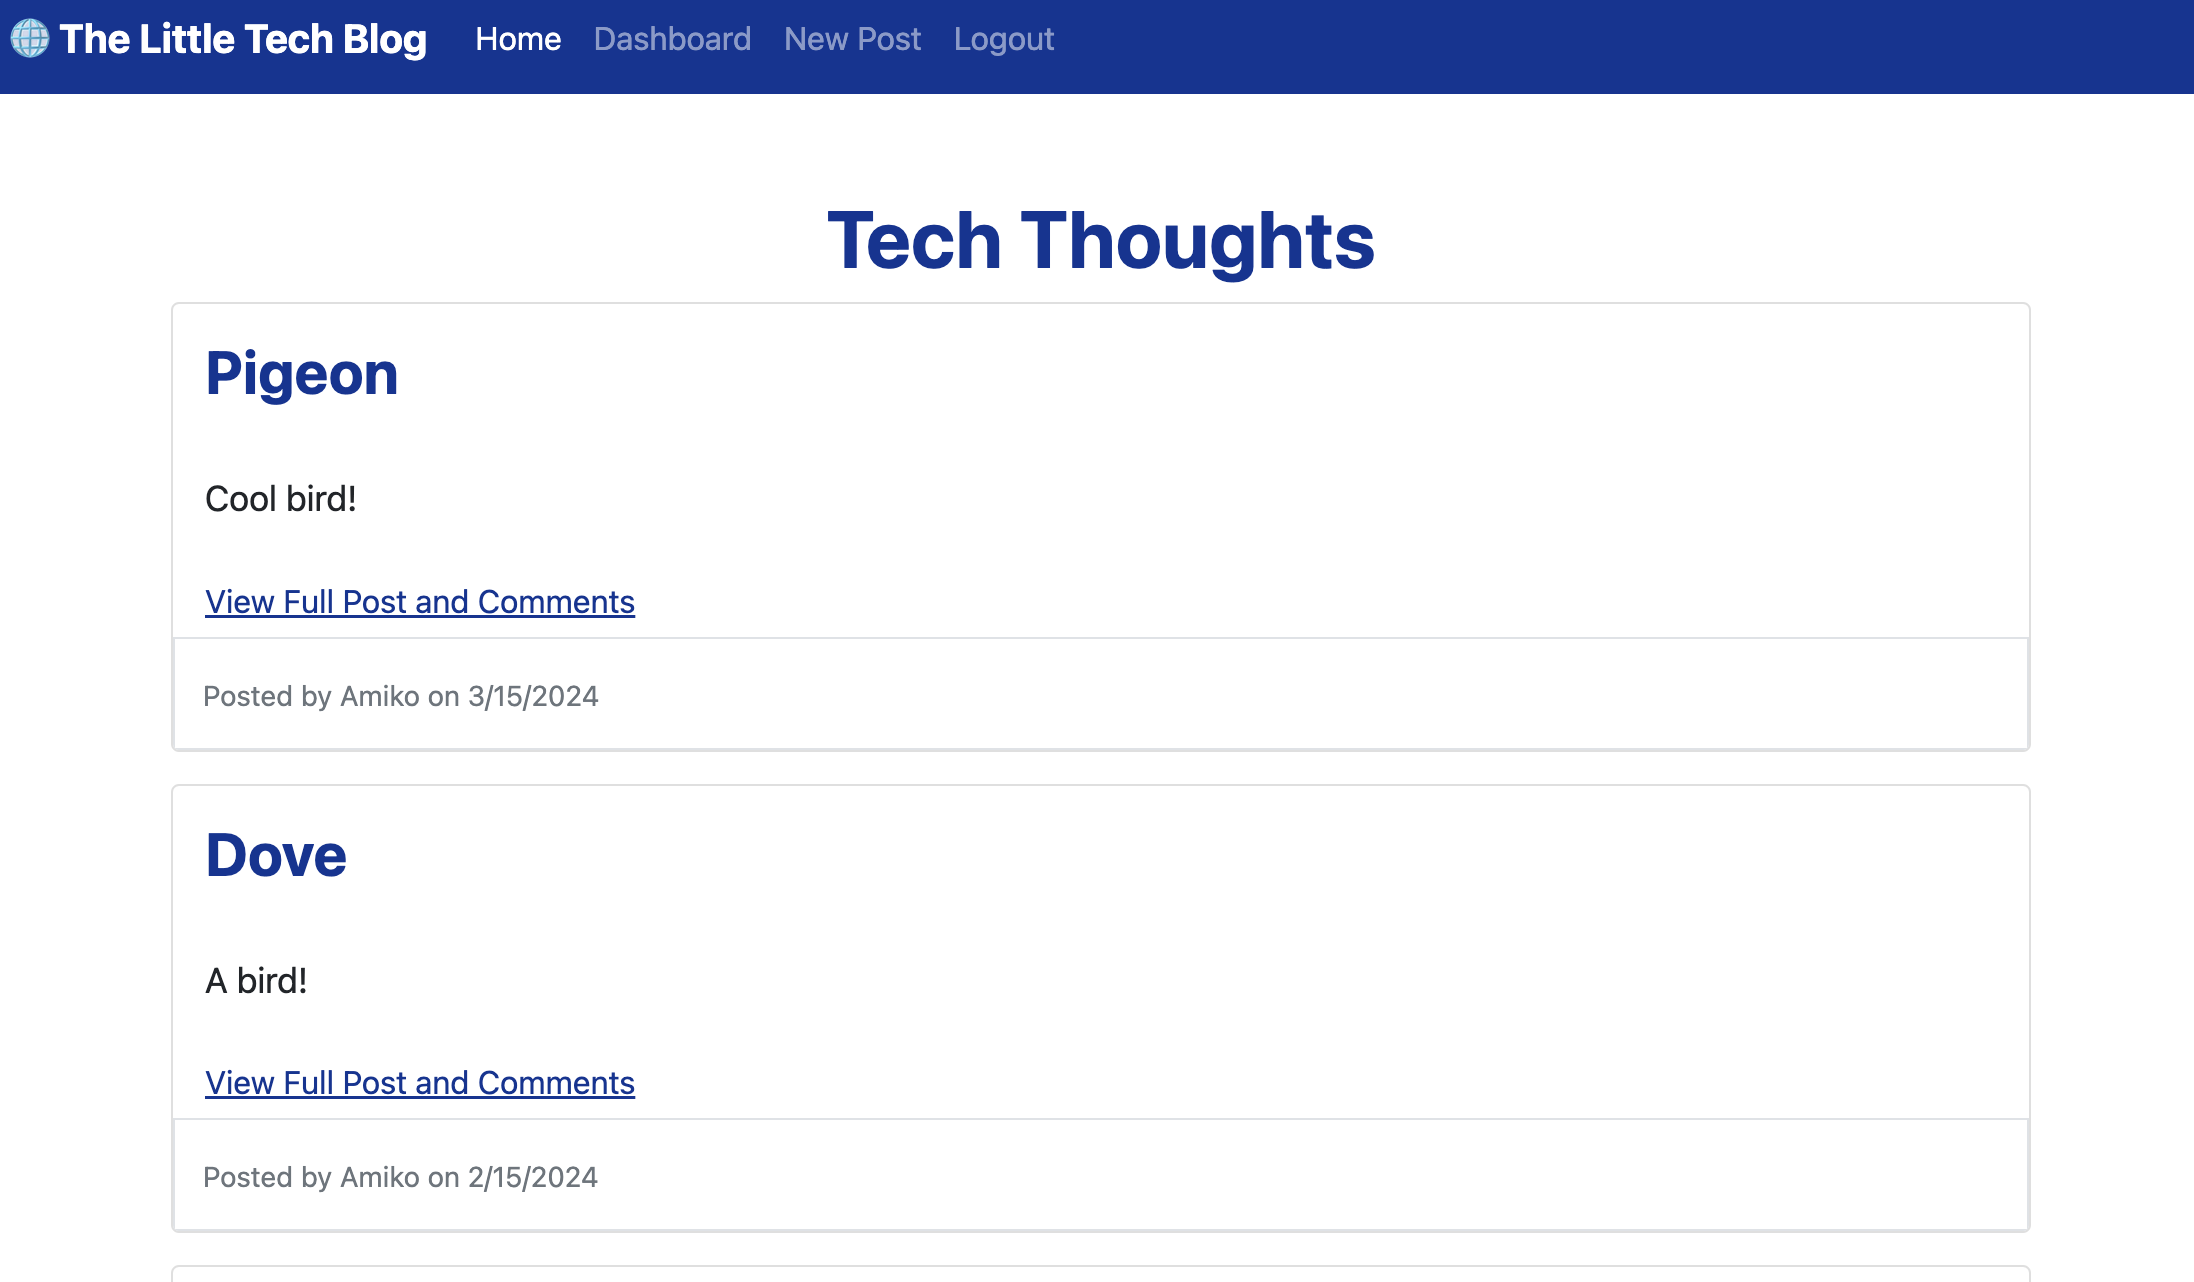 The Little Tech Blog Home Dashboard New Post Logout
Tech Thoughts
Pigeon
Cool bird!
View Full Post and Comments
Posted by Amiko on 3/15/2024
Dove
A bird!
View Full Post and Comments
Posted by Amiko on 2/15/2024